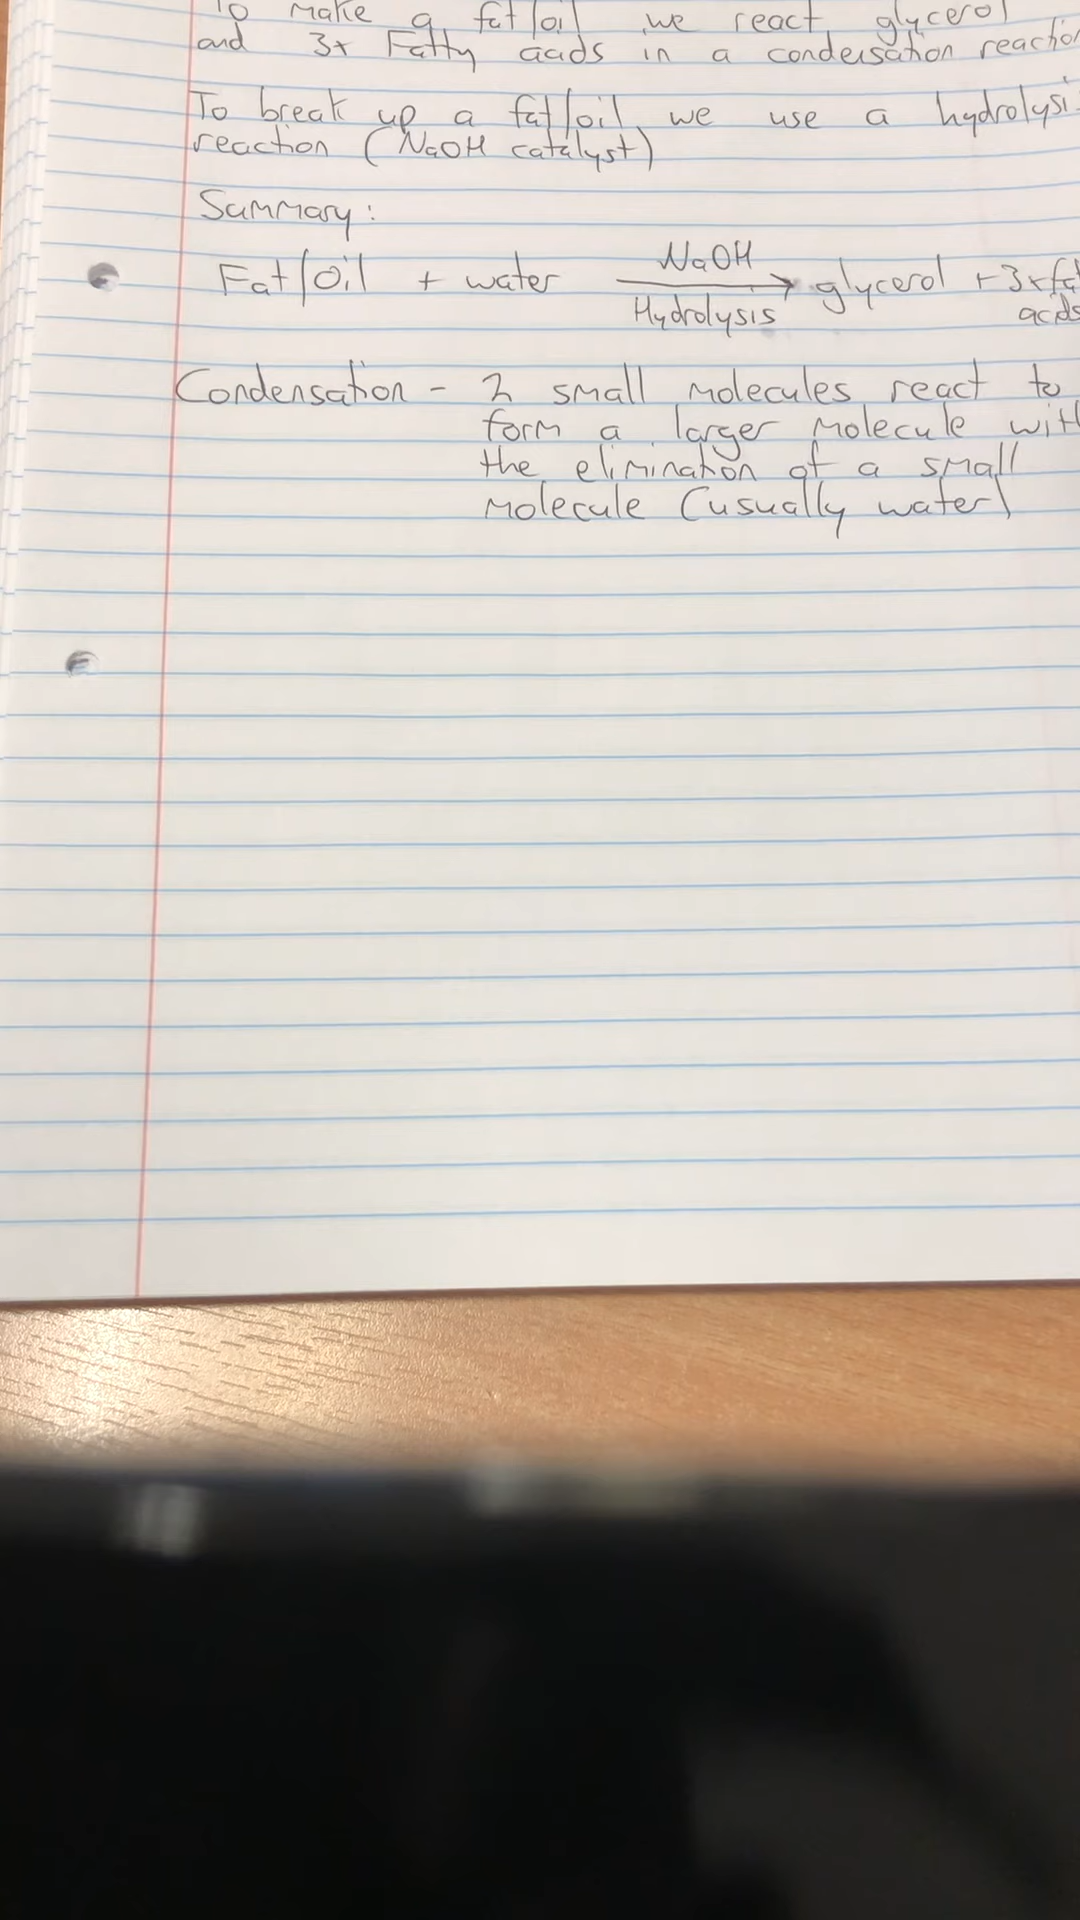 To make a fat/oil we react glycerol
and 3x Fatty acids in a condensation reaction
To break up a fat/oil we use a hydrolysi
reaction (NaOH catalyst)
Summary:
NaOH
Fat/Oil + water → glycerol + 3x fat
Hydrolysis acids
Condensation - 2 small molecules react to
form a larger molecule with
the elimination of a small
molecule (usually water)